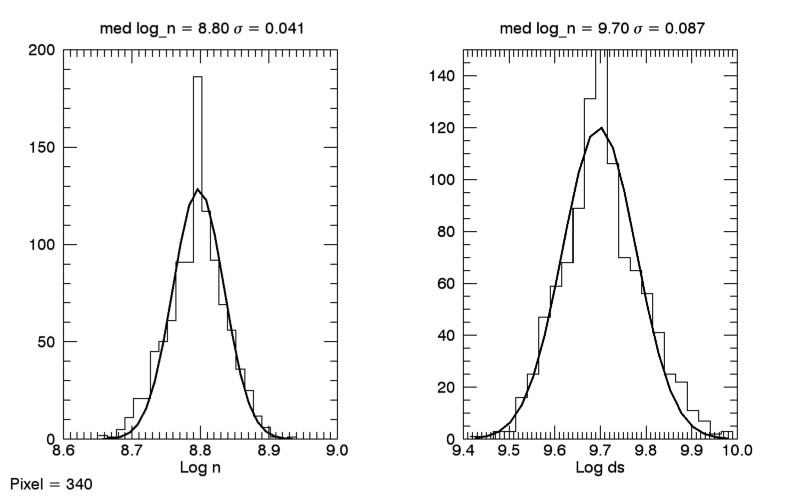 med log_n = 8.80 σ = 0.041
200
150
100
50
0
8.6 8.7 8.8 8.9 9.0
Log n
med log_n = 9.70 σ = 0.087
140
120
100
80
60
40
20
0
9.4 9.5 9.6 9.7 9.8 9.9 10.0
Log ds
Pixel = 340